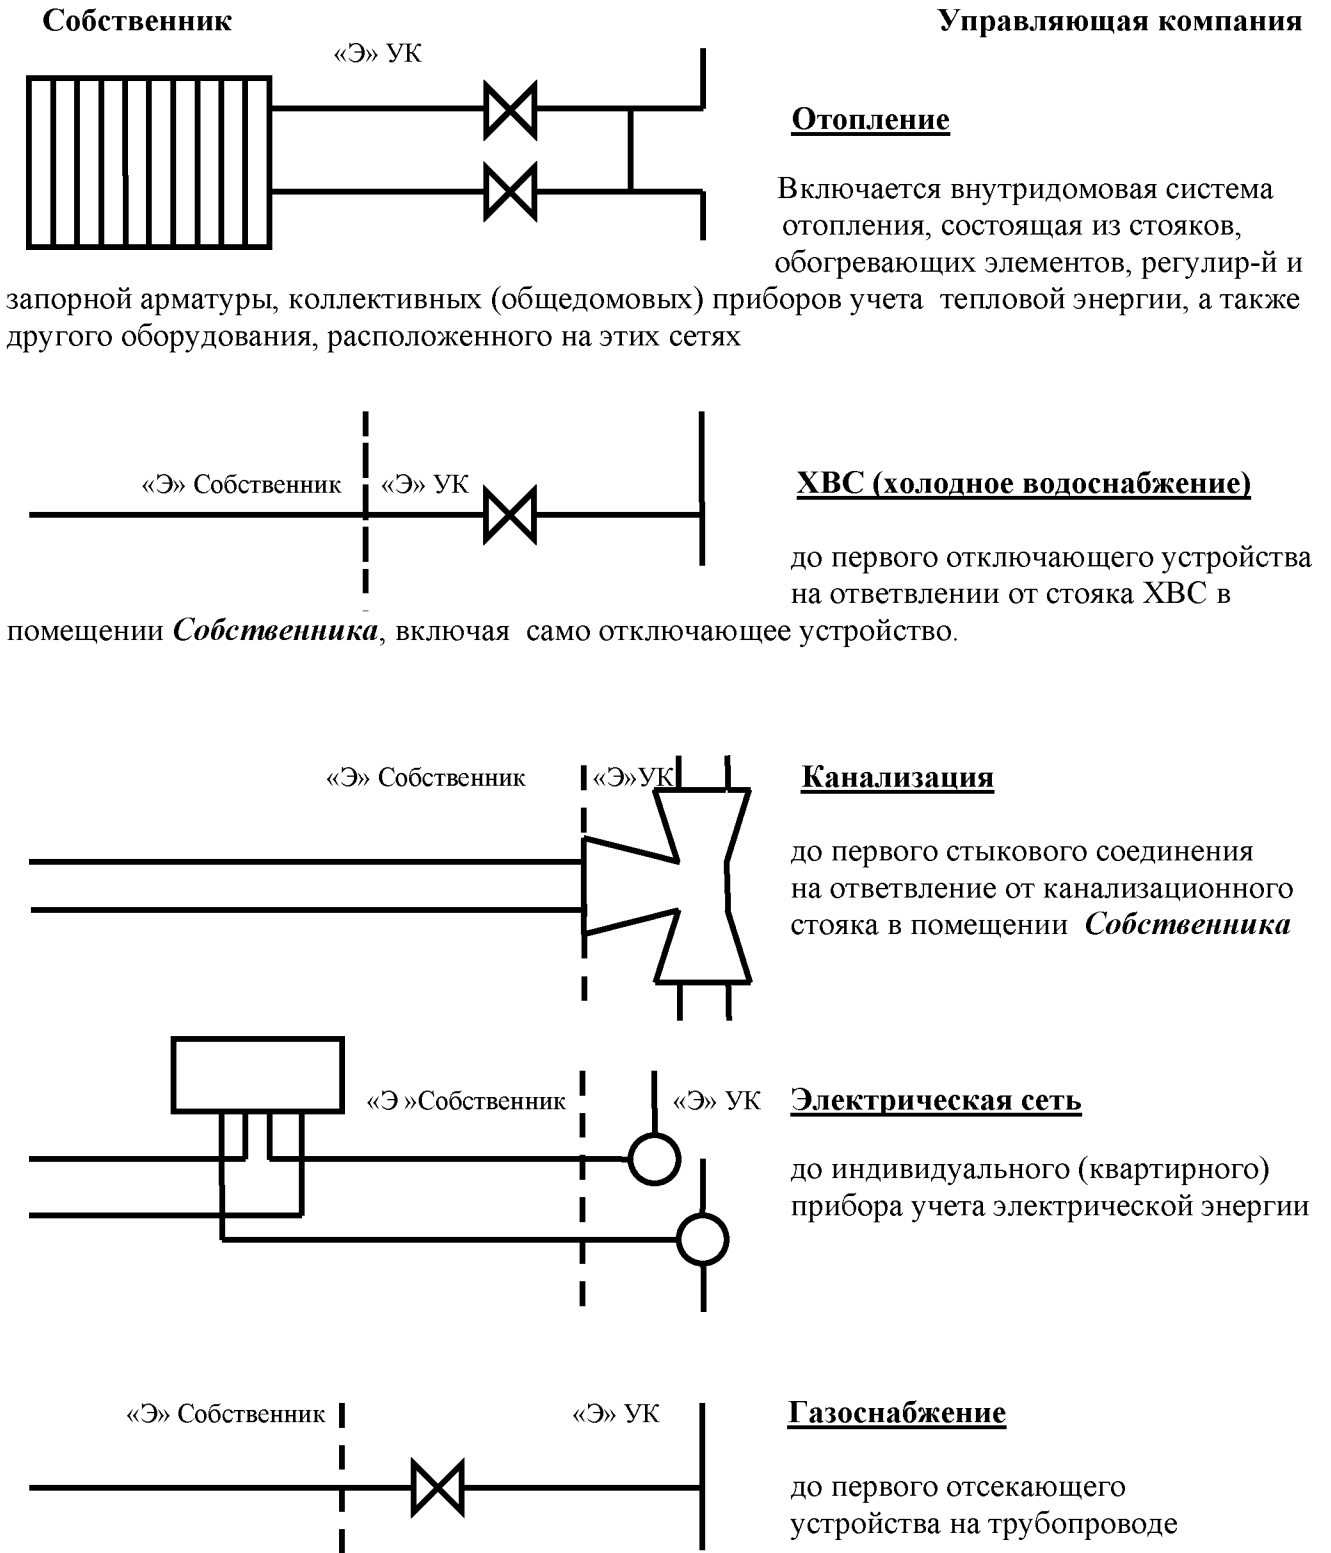 Собственник Управляющая компания
«Э» УК
Отопление
Включается внутридомовая система
отопления, состоящая из стояков,
обогревающих элементов, регулир-й и
запорной арматуры, коллективных (общедомовых) приборов учета тепловой энергии, а также
другого оборудования, расположенного на этих сетях
«Э» Собственник «Э» УК ХВС (холодное водоснабжение)
до первого отключающего устройства
на ответвлении от стояка ХВС в
помещении Собственника, включая само отключающее устройство.
«Э» Собственник «Э»УК Канализация
до первого стыкового соединения
на ответвление от канализационного
стояка в помещении Собственника
«Э »Собственник «Э» УК Электрическая сеть
до индивидуального (квартирного)
прибора учета электрической энергии
«Э» Собственник «Э» УК Газоснабжение
до первого отсекающего
устройства на трубопроводе